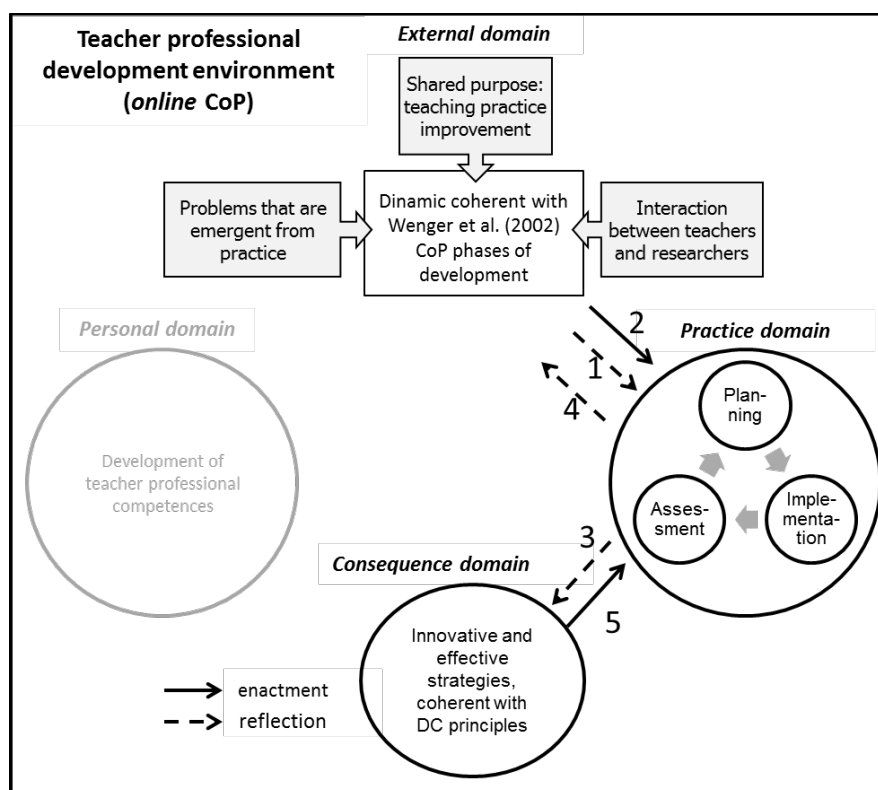 Teacher professional
development environment
(online CoP)
External domain
Shared purpose:
teaching practice
improvement
Problems that are
emergent from
practice
Dinamic coherent with
Wenger et al. (2002)
CoP phases of
development
Interaction
between teachers
and researchers
Personal domain
Development of
teacher professional
competences
2
1
4
Practice domain
Plan-
ning
Asses-
sment
Imple-
menta-
tion
3
5
Consequence domain
Innovative and
effective
strategies,
coherent with
DC principles
enactment
reflection